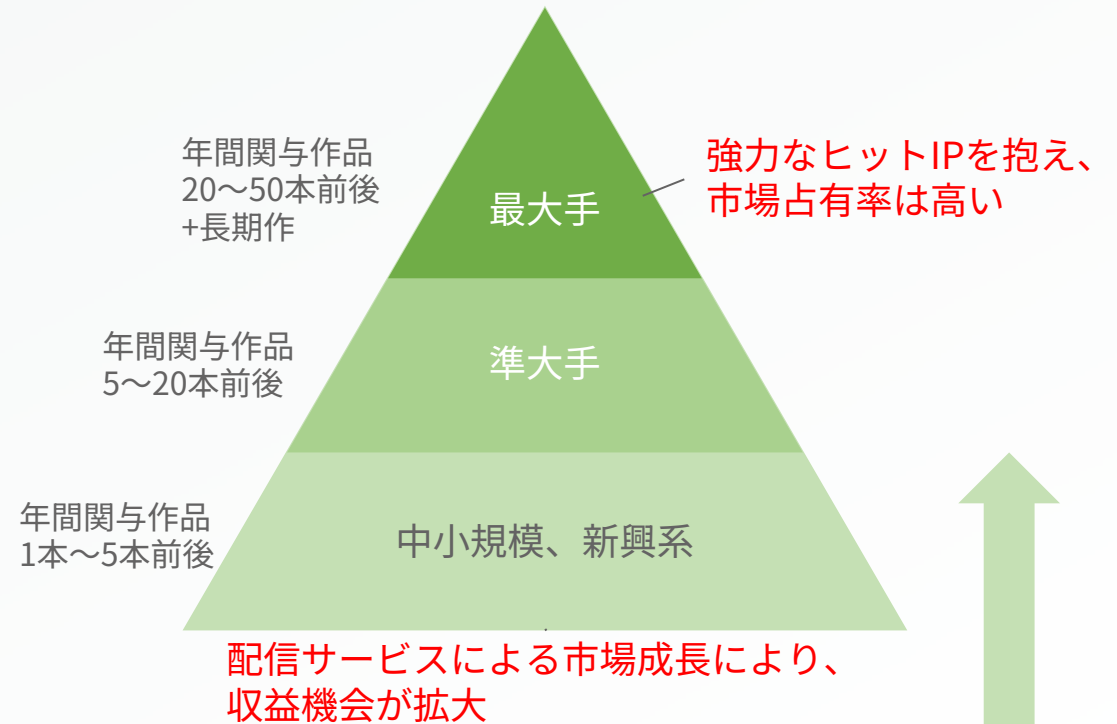 年間関与作品
20～50本前後
+長期作
最大手
強力なヒットIPを抱え、
市場占有率は高い
年間関与作品
5～20本前後
準大手
年間関与作品
1本～5本前後
中小規模、新興系
配信サービスによる市場成長により、
収益機会が拡大